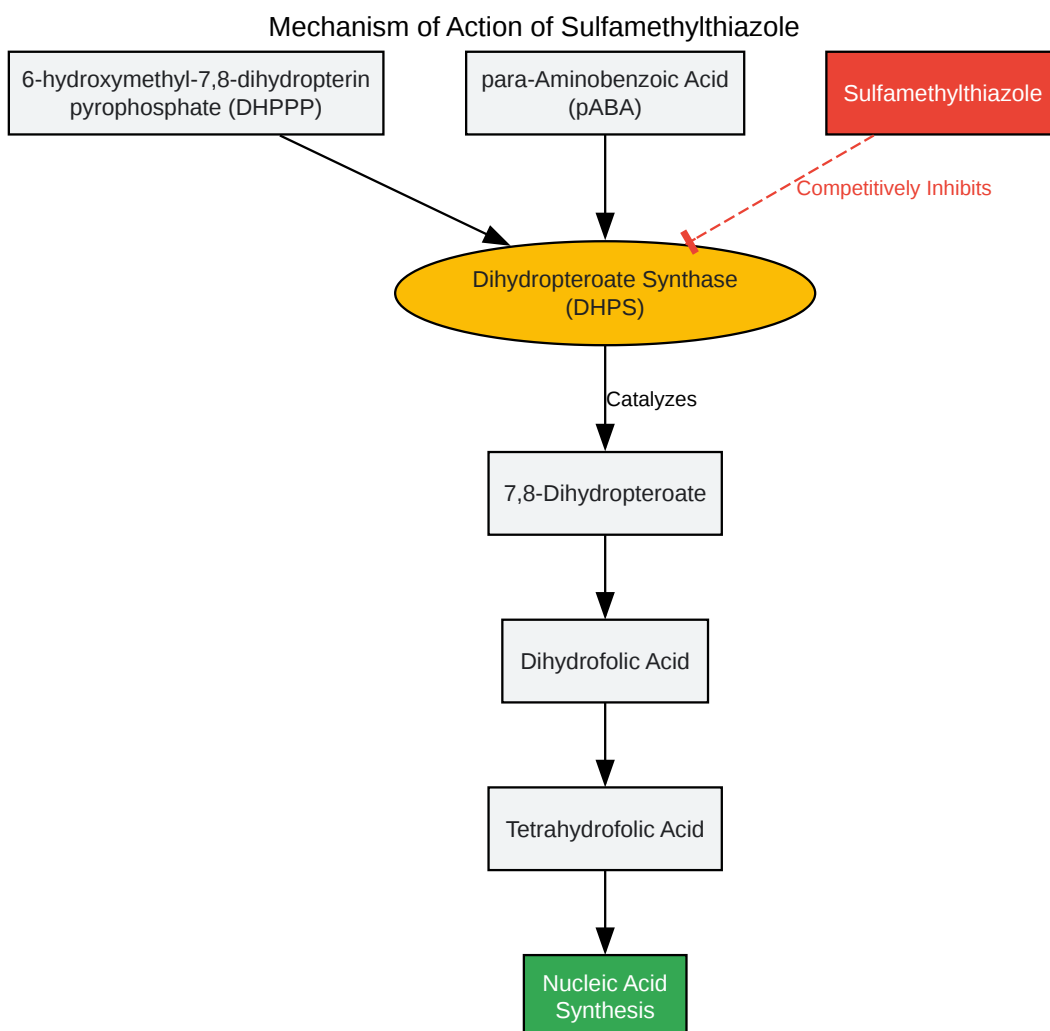 Mechanism of Action of Sulfamethylthiazole
6-hydroxymethyl-7,8-dihydropterin
pyrophosphate (DHPPP)
para-Aminobenzoic Acid
(pABA)
Sulfamethylthiazole
Competitively Inhibits
Dihydropteroate Synthase
(DHPS)
Catalyzes
7,8-Dihydropteroate
Dihydrofolic Acid
Tetrahydrofolic Acid
Nucleic Acid
Synthesis